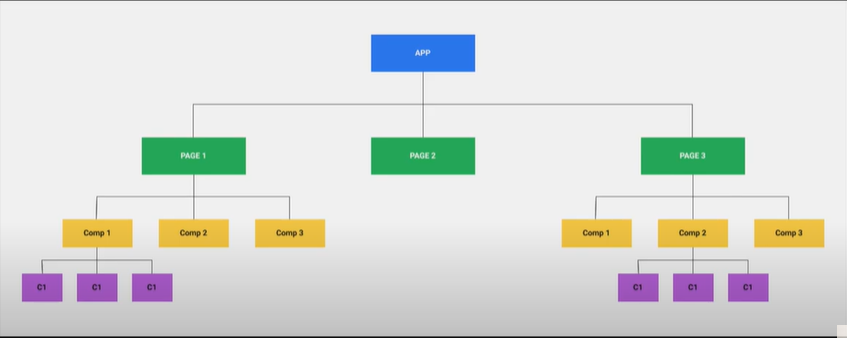 APP
PAGE 1
PAGE 2
PAGE 3
Comp 1
Comp 2
Comp 3
Comp 1
Comp 2
Comp 3
C1
C1
C1
C1
C1
C1